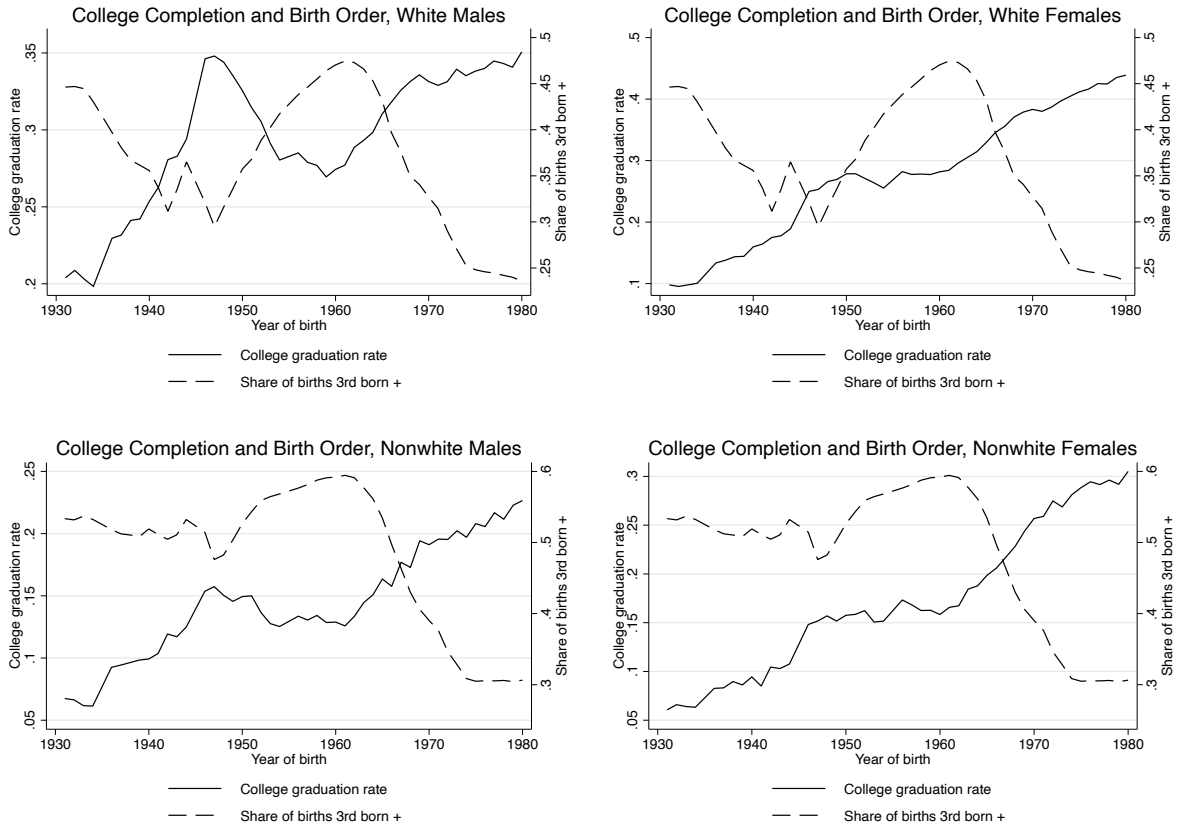 College Completion and Birth Order, White Males
College graduation rate
.2 .25 .3 .35
.25 .3 .35 .4 .45 .5
Share of births 3rd born +
1930 1940 1950 1960 1970 1980
Year of birth
College graduation rate
Share of births 3rd born +
College Completion and Birth Order, White Females
College graduation rate
.1 .2 .3 .4 .5
.25 .3 .35 .4 .45 .5
Share of births 3rd born +
1930 1940 1950 1960 1970 1980
Year of birth
College graduation rate
Share of births 3rd born +
College Completion and Birth Order, Nonwhite Males
College graduation rate
.05 .1 .15 .2 .25
.3 .4 .5 .6
Share of births 3rd born +
1930 1940 1950 1960 1970 1980
Year of birth
College graduation rate
Share of births 3rd born +
College Completion and Birth Order, Nonwhite Females
College graduation rate
.05 .1 .15 .2 .25 .3
.3 .4 .5 .6
Share of births 3rd born +
1930 1940 1950 1960 1970 1980
Year of birth
College graduation rate
Share of births 3rd born +